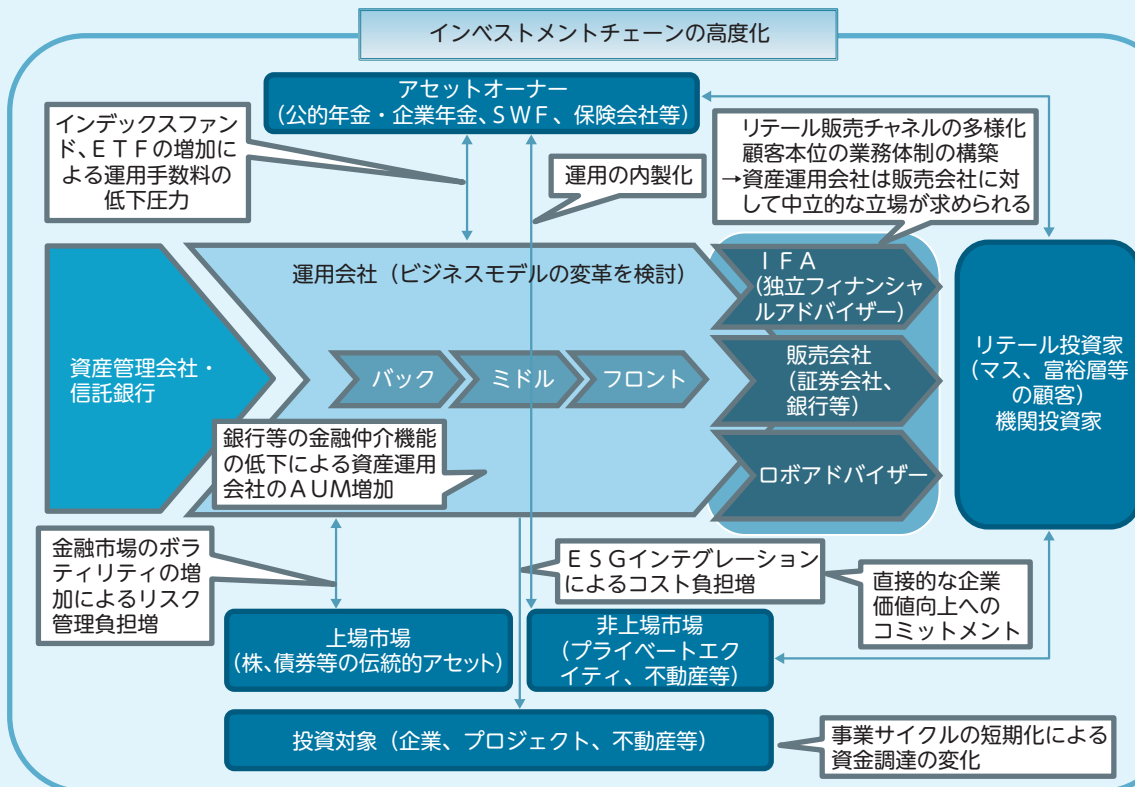 インベストメントチェーンの高度化
アセットオーナー
(公的年金・企業年金、ＳＷＦ、保険会社等)
インデックスファン
ド、ＥＴＦの増加によ
る運用手数料の
低下圧力
運用の内製化
リテール販売チャネルの多様化
顧客本位の業務体制の構築
→資産運用会社は販売会社に対
して中立的な立場が求められる
運用会社（ビジネスモデルの変革を検討）
資産管理会社・
信託銀行
バック
ミドル
フロント
ＩＦＡ
(独立フィナンシャ
ルアドバイザー)
販売会社
(証券会社、
銀行等)
ロボアドバイザー
リテール投資家
(マス、富裕層等
の顧客)
機関投資家
銀行等の金融仲介機能
の低下による資産運用
会社のＡＵＭ増加
金融市場のボラ
ティリティの増
加によるリスク
管理負担増
ＥＳＧインテグレーション
によるコスト負担増
直接的な企業
価値向上への
コミットメント
上場市場
(株、債券等の伝統的アセット)
非上場市場
(プライベートエク
イティ、不動産等)
投資対象（企業、プロジェクト、不動産等）
事業サイクルの短期化による
資金調達の変化